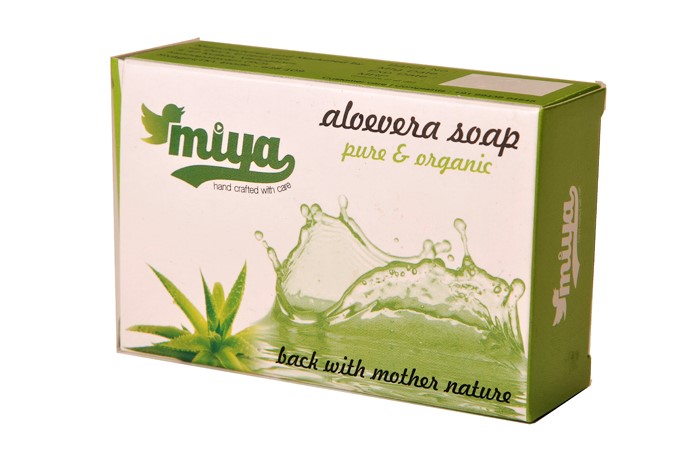 miya
hand crafted with care
aloevera soap
pure & organic
back with mother nature
miya